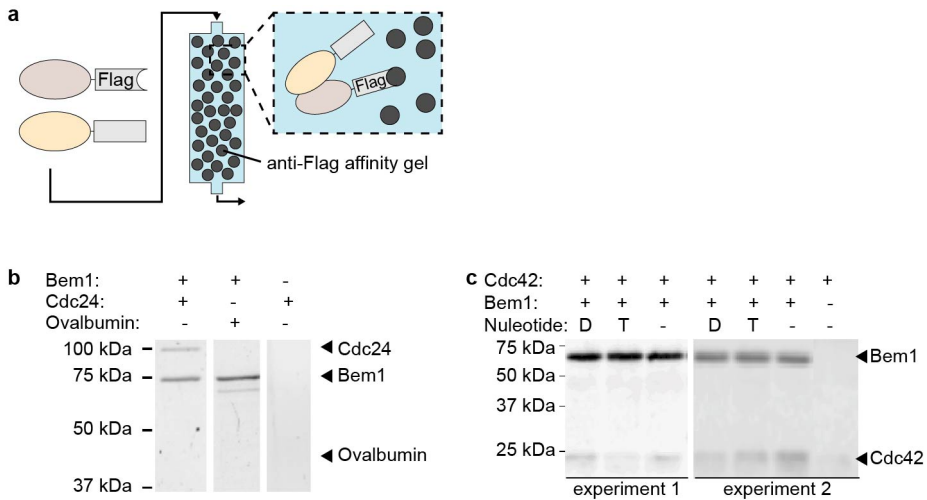 a
Flag
Flag
anti-Flag affinity gel
b
Bem1: + + -
Cdc24: + - +
Ovalbumin: - + -
100 kDa
75 kDa
50 kDa
37 kDa
Cdc24
Bem1
Ovalbumin
c
Cdc42: + + + + + + +
Bem1: + + + + + + -
Nuleotide: D T - D T - -
75 kDa
50 kDa
37 kDa
25 kDa
Bem1
Cdc42
experiment 1 experiment 2